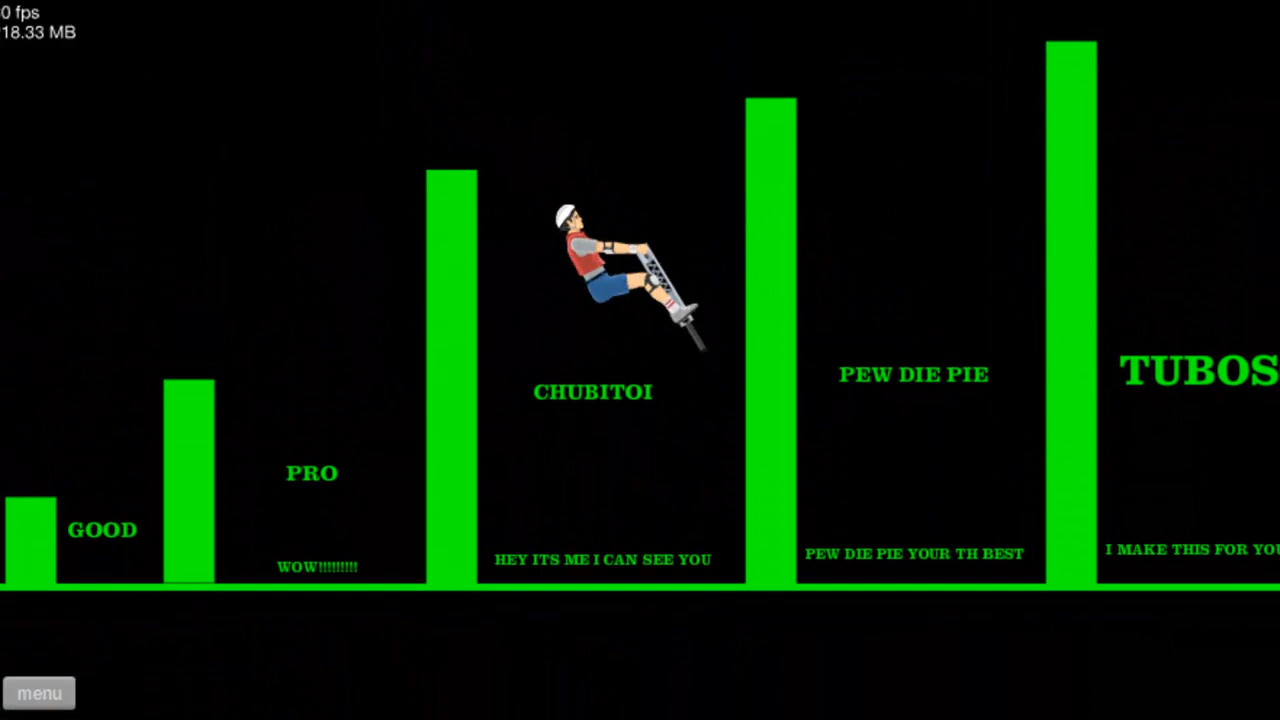 0 fps
18.33 MB
PEW DIE PIE
TUBOS
CHUBITOI
PRO
GOOD
I MAKE THIS FOR YOU
PEW DIE PIE YOUR TH BEST
HEY ITS ME I CAN SEE YOU
WOW!!!!!!!!!
menu